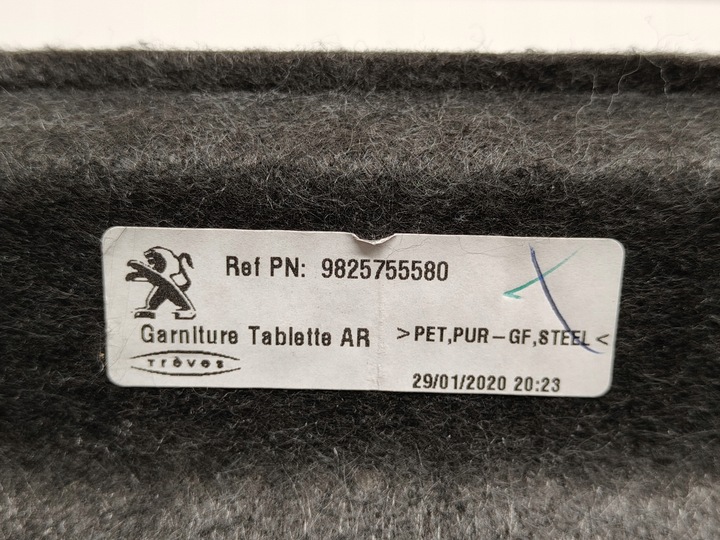 Ref PN: 9825755580
Garniture Tablette AR
>PET,PUR-GF,STEEL<
Trèves
29/01/2020 20:23